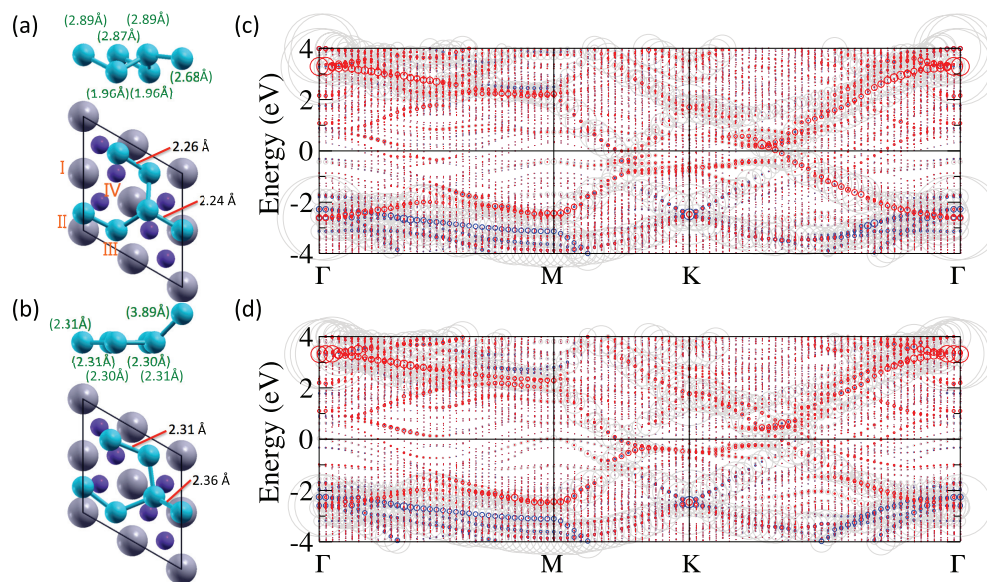 (a)
(2.89Å) (2.89Å)
(2.87Å)
(2.68Å)
(1.96Å) (1.96Å)
2.26 Å
I
IV
2.24 Å
II
III
(b)
(3.89Å)
(2.31Å)
(2.31Å) (2.30Å)
(2.30Å) (2.31Å)
2.31 Å
2.36 Å
(c)
Energy (eV)
4
2
0
-2
-4
Γ M K Γ
(d)
Energy (eV)
4
2
0
-2
-4
Γ M K Γ